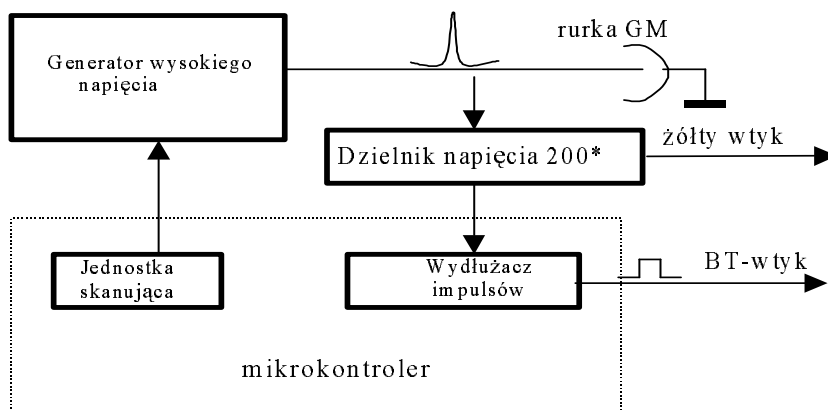 rurka GM
Generator wysokiego
napięcia
Dzielnik napięcia 200*
żółty wtyk
Jednostka
skanująca
Wydłużacz
impulsów
BT-wtyk
mikrokontroler